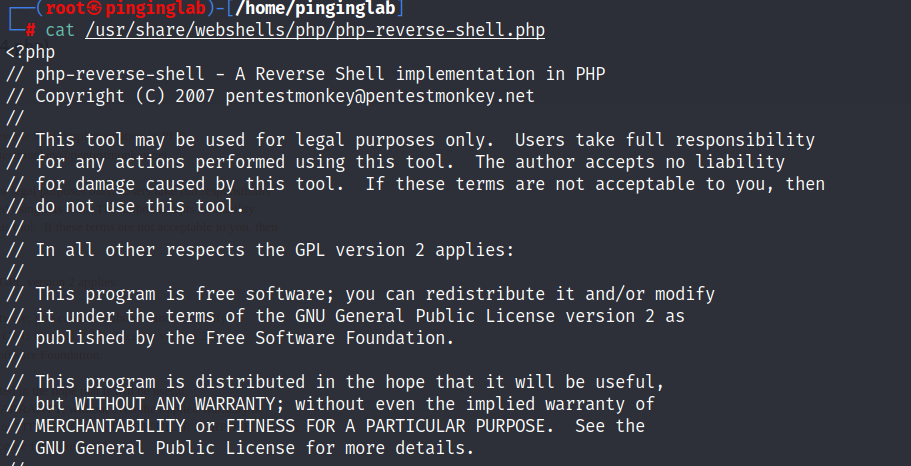 ┌──(root㉿pinginglab)-[/home/pinginglab]
└─# cat /usr/share/webshells/php/php-reverse-shell.php
<?php
// php-reverse-shell - A Reverse Shell implementation in PHP
// Copyright (C) 2007 pentestmonkey@pentestmonkey.net
//
// This tool may be used for legal purposes only.  Users take full responsibility
// for any actions performed using this tool.  The author accepts no liability
// for damage caused by this tool.  If these terms are not acceptable to you, then
// do not use this tool.
//
// In all other respects the GPL version 2 applies:
//
// This program is free software; you can redistribute it and/or modify
// it under the terms of the GNU General Public License version 2 as
// published by the Free Software Foundation.
//
// This program is distributed in the hope that it will be useful,
// but WITHOUT ANY WARRANTY; without even the implied warranty of
// MERCHANTABILITY or FITNESS FOR A PARTICULAR PURPOSE.  See the
// GNU General Public License for more details.
//